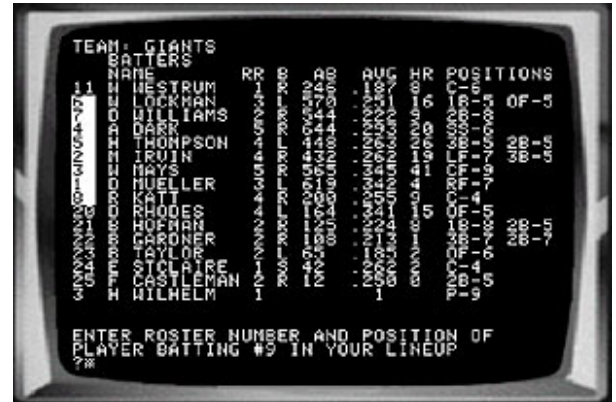 TEAM: GIANTS
BATTERS
NAME RR B AB AVG HR POSITIONS
11 W WESTRUM 1 R 246 .187 8 C-6
6 W LOCKMAN 3 L 570 .251 16 1B-5 OF-5
7 D WILLIAMS 2 R 544 .222 9 2B-8
4 A DARK 5 R 644 .293 20 SS-6
5 H THOMPSON 4 L 448 .263 26 3B-5 2B-5
2 M IRVIN 4 R 432 .262 19 LF-7 3B-5
3 W MAYS 5 R 565 .345 41 CF-9
1 D MUELLER 3 L 619 .342 4 RF-7
8 R KATT 4 R 200 .255 9 C-4
20 D RHODES 4 L 164 .341 15 OF-5
21 B HOFMAN 2 R 125 .224 8 1B-8 2B-5
22 B GARDNER 2 R 108 .213 1 3B-7 2B-7
23 B TAYLOR 2 L 65 .185 2 OF-6
24 E STCLAIRE 1 S 42 .262 2 C-4
25 F CASTLEMAN 2 R 12 .250 0 2B-5
3 H WILHELM 1 1 P-9
ENTER ROSTER NUMBER AND POSITION OF
PLAYER BATTING #9 IN YOUR LINEUP
?